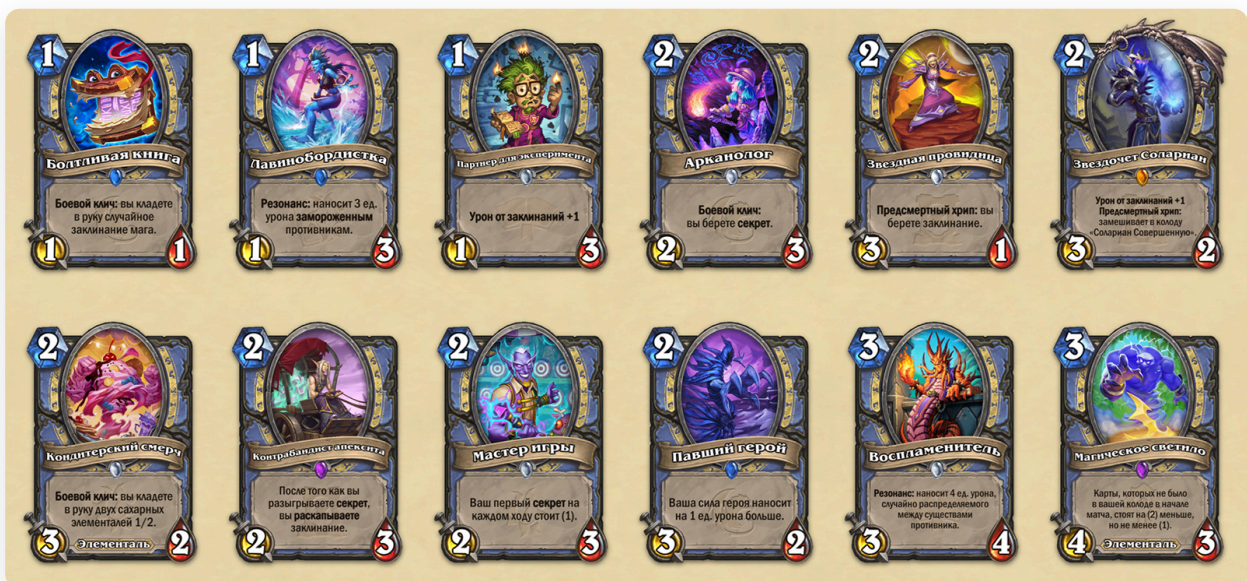 1
Болтливая книга
Боевой клич: вы кладете
в руку случайное
заклинание мага.
1 1
1
Лавинобордистка
Резонанс: наносит 3 ед.
урона замороженным
противникам.
1 3
1
Партнер для эксперимента
Урон от заклинаний +1
1 3
2
Арканолог
Боевой клич:
вы берете секрет.
2 3
2
Звездная провидица
Предсмертный хрип: вы
берете заклинание.
3 1
2
Звездочет Солариан
Урон от заклинаний +1
Предсмертный хрип:
замешивает в колоду
«Солариан Совершенную».
3 2
2
Кондитерский смерч
Боевой клич: вы кладете
в руку двух сахарных
элементалей 1/2.
3 Элементаль 2
2
Контрабандист апексита
После того как вы
разыгрываете секрет,
вы раскапываете
заклинание.
2 3
2
Мастер игры
Ваш первый секрет на
каждом ходу стоит (1).
2 3
2
Павший герой
Ваша сила героя наносит
на 1 ед. урона больше.
3 2
3
Воспламенитель
Резонанс: наносит 4 ед. урона,
случайно распределяемого
между существами
противника.
3 4
3
Магическое светило
Карты, которых не было
в вашей колоде в начале
матча, стоят на (2) меньше,
но не менее (1).
4 Элементаль 3